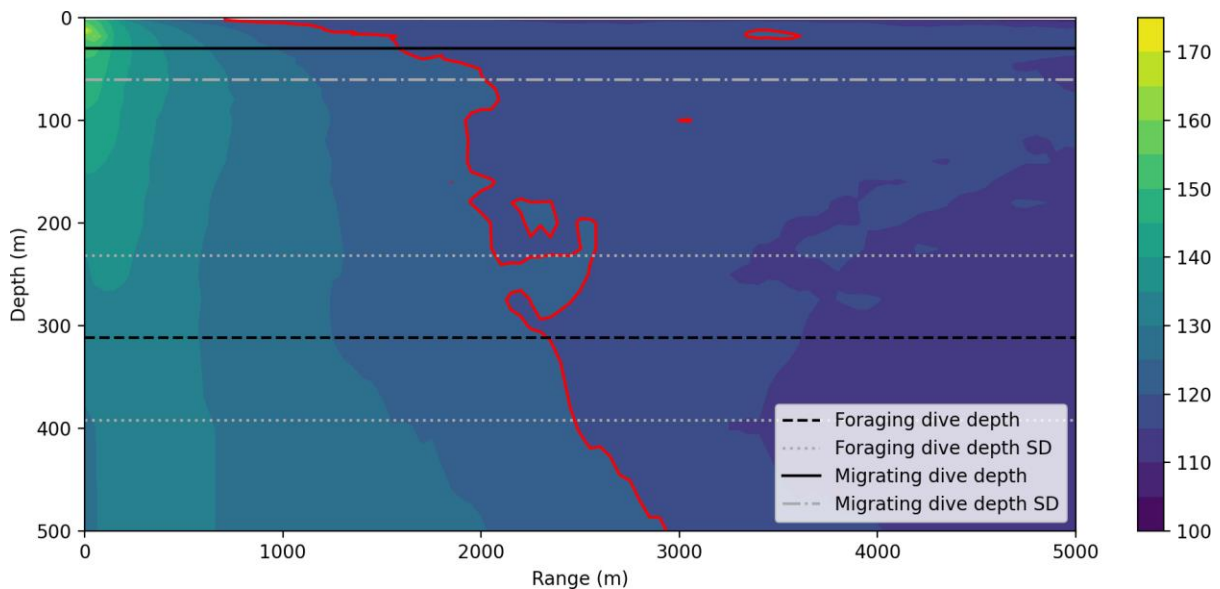 0
100
200
300
400
500
Depth (m)
0 1000 2000 3000 4000 5000
Range (m)
Foraging dive depth
Foraging dive depth SD
Migrating dive depth
Migrating dive depth SD
170
160
150
140
130
120
110
100